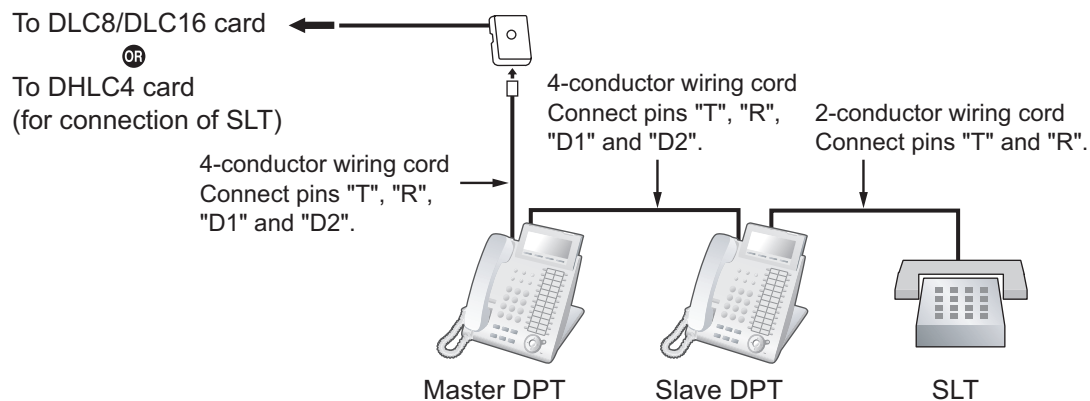 To DLC8/DLC16 card
OR
To DHLC4 card
(for connection of SLT)
4-conductor wiring cord
Connect pins "T", "R",
"D1" and "D2".
4-conductor wiring cord
Connect pins "T", "R",
"D1" and "D2".
2-conductor wiring cord
Connect pins "T" and "R".
Master DPT
Slave DPT
SLT